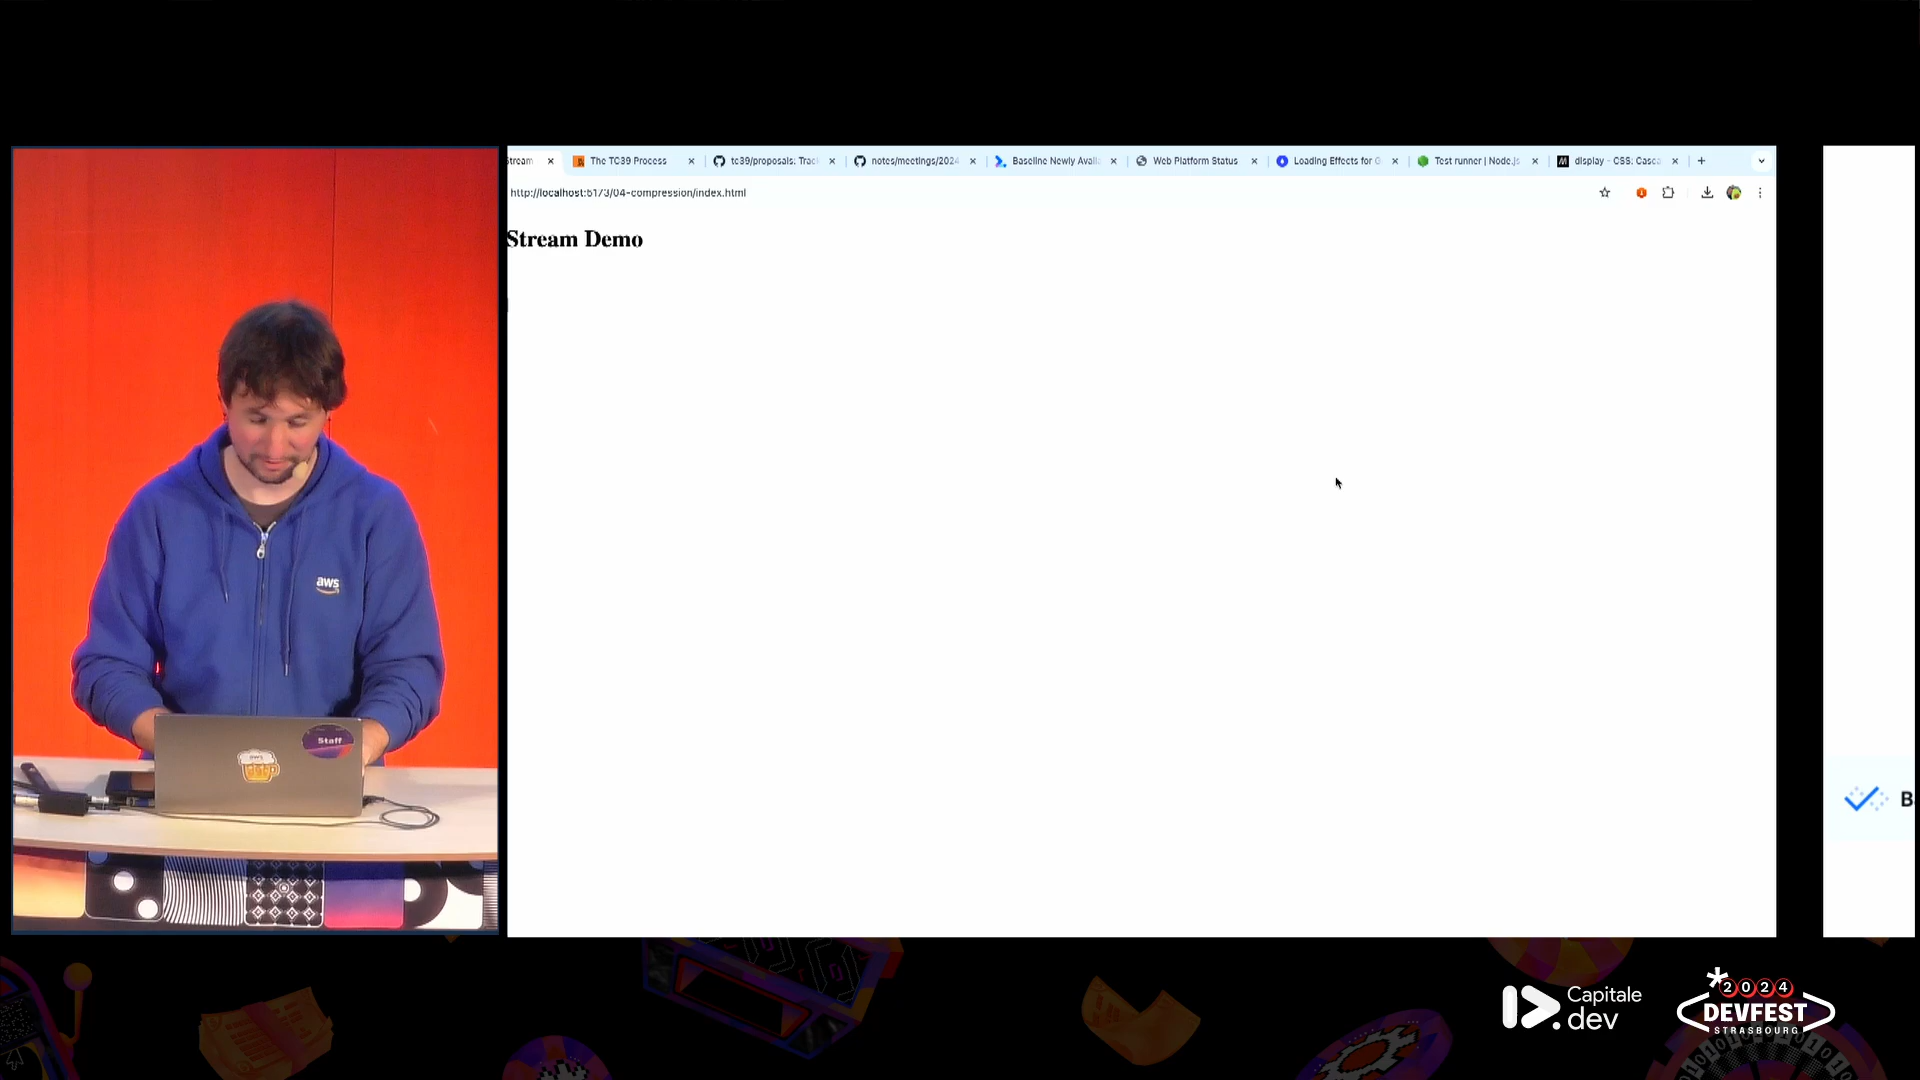 Stream
The TC39 Process
tc39/proposals: Trac
notes/meetings/2024
Baseline Newly Avail
Web Platform Status
Loading Effects for G
Test runner | Node.js
display - CSS: Casca
http://localhost:5173/04-compression/index.html
Stream Demo
aws
Staff
aws
B
Capitale
dev
2024
DEVFEST
STRASBOURG